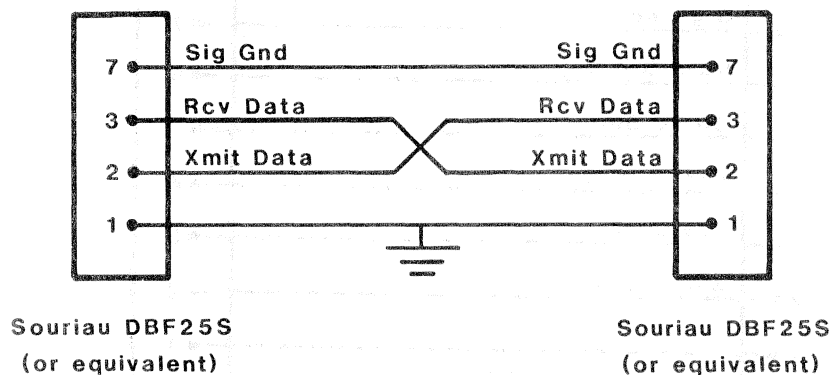 Sig Gnd Sig Gnd
7 7
Rcv Data Rcv Data
3 3
Xmit Data Xmit Data
2 2
1 1
Souriau DBF25S Souriau DBF25S
(or equivalent) (or equivalent)